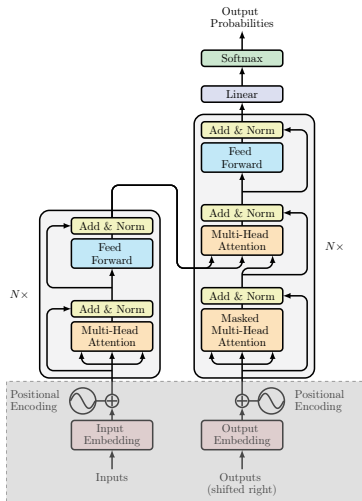 Output
Probabilities
Softmax
Linear
Add & Norm
Feed
Forward
Add & Norm
Multi-Head
Attention
Add & Norm
Masked
Multi-Head
Attention
N×
Add & Norm
Feed
Forward
Add & Norm
Multi-Head
Attention
N×
Positional
Encoding
Input
Embedding
Inputs
Positional
Encoding
Output
Embedding
Outputs
(shifted right)